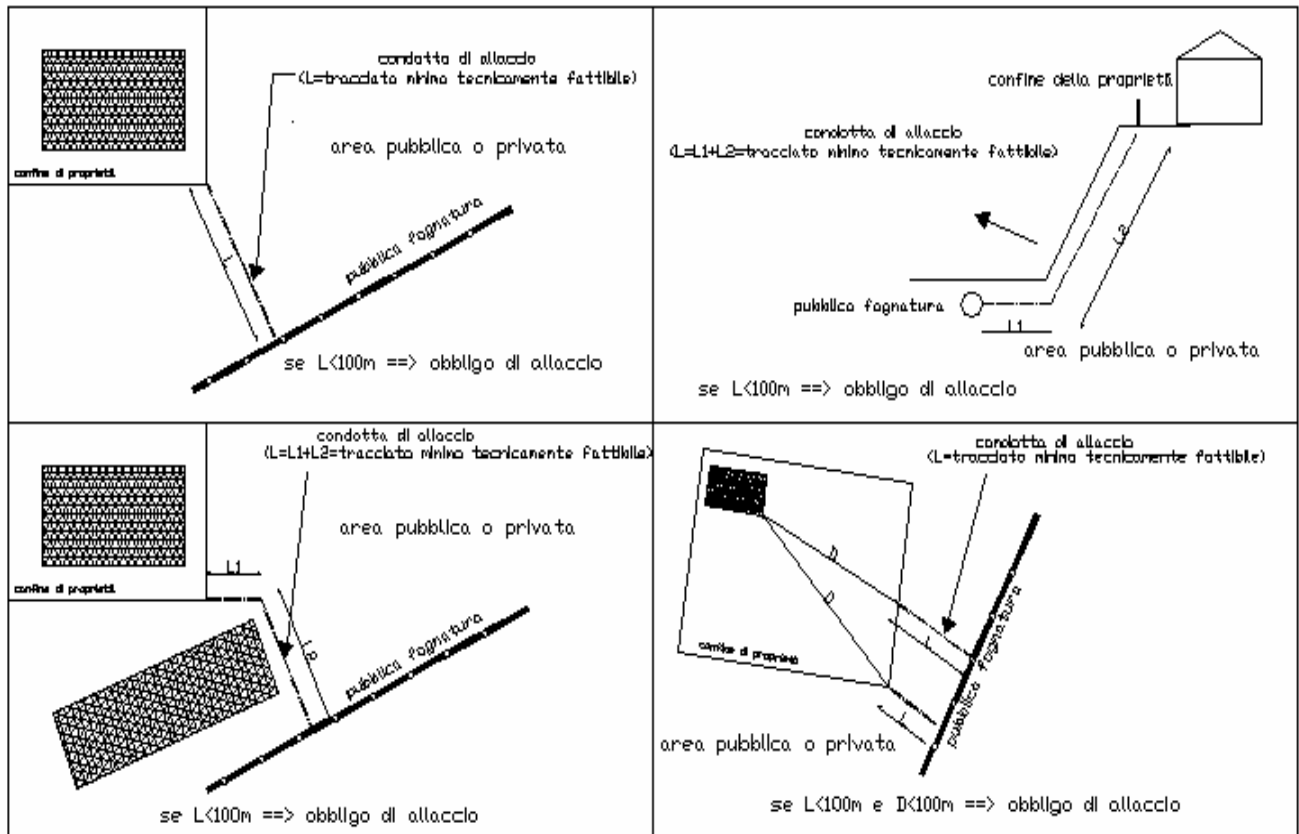 condotta di allaccio
(L=tracciato minimo tecnicamente fattibile)
area pubblica o privata
confine di proprietà
L
pubblica fognatura
se L<100m ==> obbligo di allaccio
confine della proprietà
condotta di allaccio
(L=L1+L2=tracciato minimo tecnicamente fattibile)
L2
pubblica fognatura
L1
area pubblica o privata
se L<100m ==> obbligo di allaccio
condotta di allaccio
(L=L1+L2=tracciato minimo tecnicamente fattibile)
area pubblica o privata
L1
confine di proprietà
L2
pubblica fognatura
se L<100m ==> obbligo di allaccio
condotta di allaccio
(L=tracciato minimo tecnicamente fattibile)
D
D
L
confine di proprietà
L
pubblica fognatura
area pubblica o privata
se L<100m e D<100m ==> obbligo di allaccio